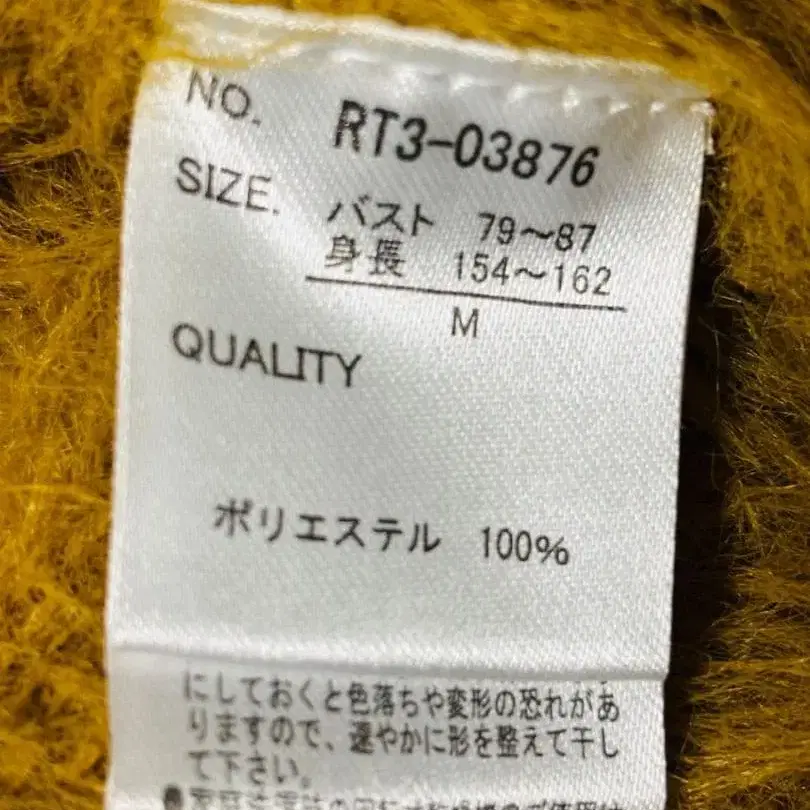 NO. RT3-03876
SIZE. バスト 79〜87
身長 154〜162
M
QUALITY
ポリエステル 100%
にしておくと色落ちや変形の恐れがあ
りますので、速やかに形を整えて干し
て下さい。